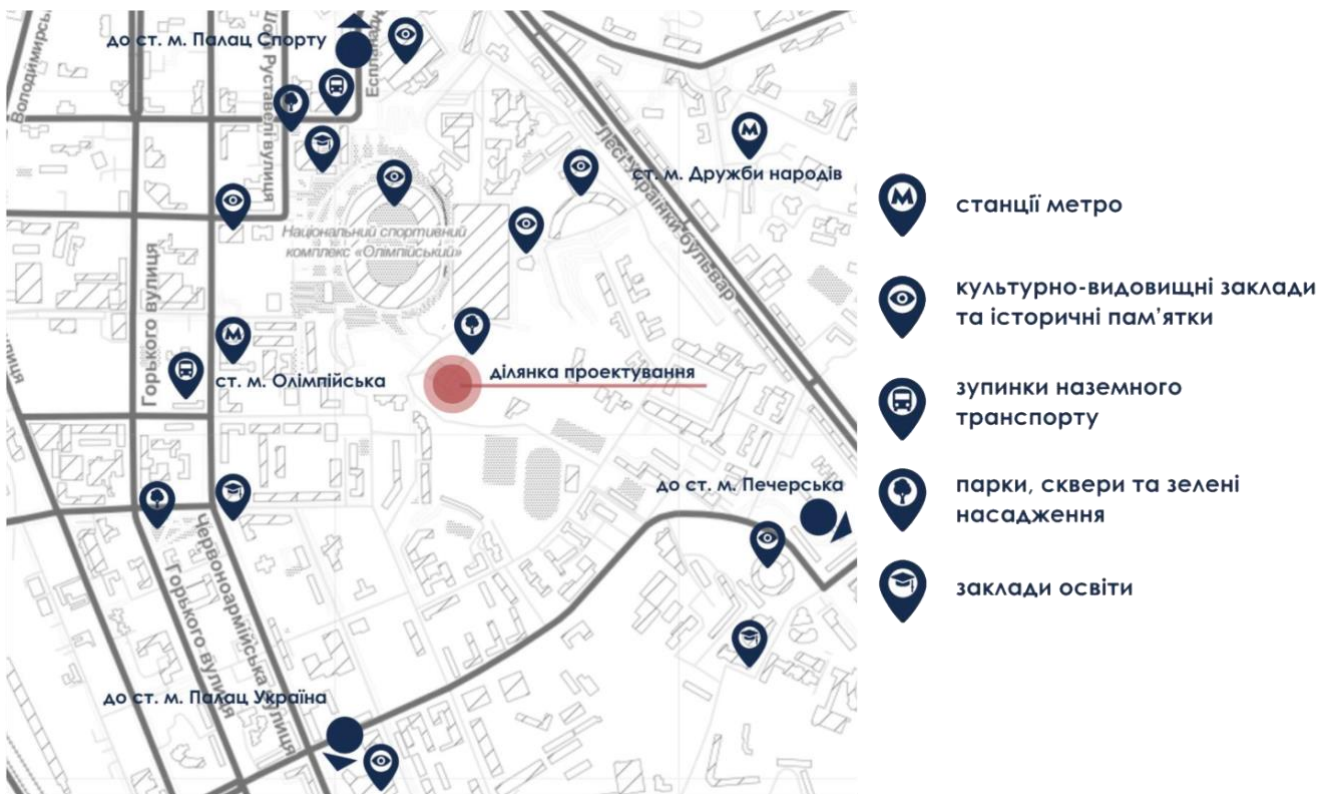 до ст. м. Палац Спорту
Еспланадна
Руставелі вулиця
Лесі Українки бульвар
ст. м. Дружби народів
Національний спортивний
комплекс «Олімпійський»
Горького вулиця
ст. м. Олімпійська
ділянка проектування
до ст. м. Печерська
Червоноармійська вулиця
Горького вулиця
до ст. м. Палац Україна
станції метро
культурно-видовищні заклади
та історичні пам’ятки
зупинки наземного
транспорту
парки, сквери та зелені
насадження
заклади освіти